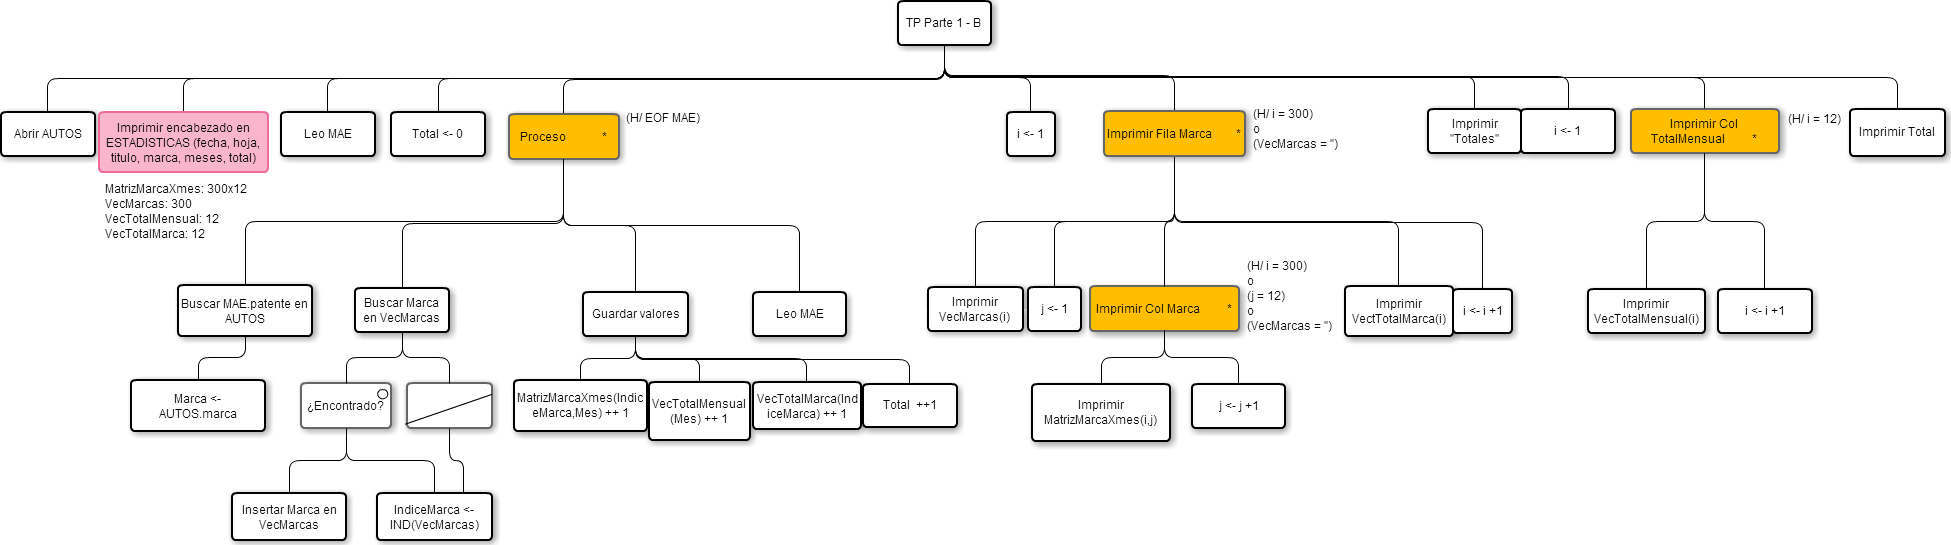 TP Parte 1 - B
Abrir AUTOS
Imprimir encabezado en
ESTADISTICAS (fecha, hoja,
titulo, marca, meses, total)
Leo MAE
Total <- 0
Proceso *
(H/ EOF MAE)
i <- 1
Imprimir Fila Marca *
(H/ i = 300)
o
(VecMarcas = '')
Imprimir
"Totales"
i <- 1
Imprimir Col
TotalMensual *
(H/ i = 12)
Imprimir Total
MatrizMarcaXmes: 300x12
VecMarcas: 300
VecTotalMensual: 12
VecTotalMarca: 12
Buscar MAE.patente en
AUTOS
Buscar Marca
en VecMarcas
Guardar valores
Leo MAE
Imprimir
VecMarcas(i)
j <- 1
Imprimir Col Marca *
(H/ i = 300)
o
(j = 12)
o
(VecMarcas = '')
Imprimir
VectTotalMarca(i)
i <- i +1
Imprimir
VecTotalMensual(i)
i <- i +1
Marca <-
AUTOS.marca
¿Encontrado?
MatrizMarcaXmes(Indic
eMarca,Mes) ++ 1
VecTotalMensual
(Mes) ++ 1
VecTotalMarca(Ind
iceMarca) ++ 1
Total ++1
Imprimir
MatrizMarcaXmes(i,j)
j <- j +1
Insertar Marca en
VecMarcas
IndiceMarca <-
IND(VecMarcas)